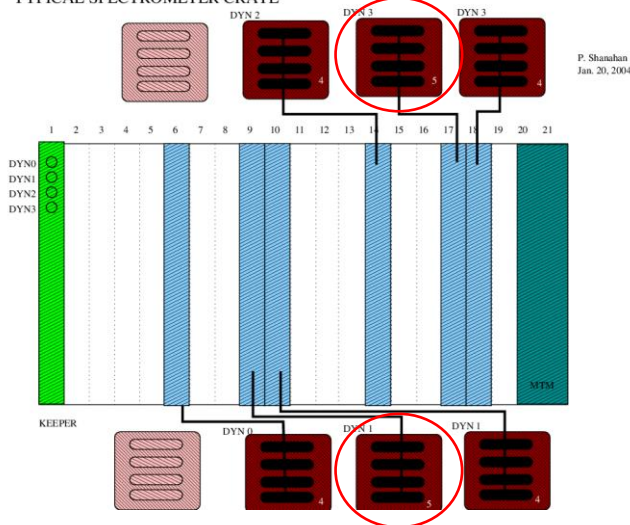 TYPICAL SPECTROMETER CRATE
DYN 2
DYN 3
DYN 3
4
5
4
P. Shanahan
Jan. 20, 2004
1 2 3 4 5 6 7 8 9 10 11 12 13 14 15 16 17 18 19 20 21
DYN0
DYN1
DYN2
DYN3
MTM
KEEPER
DYN 0
DYN 1
DYN 1
4
5
4